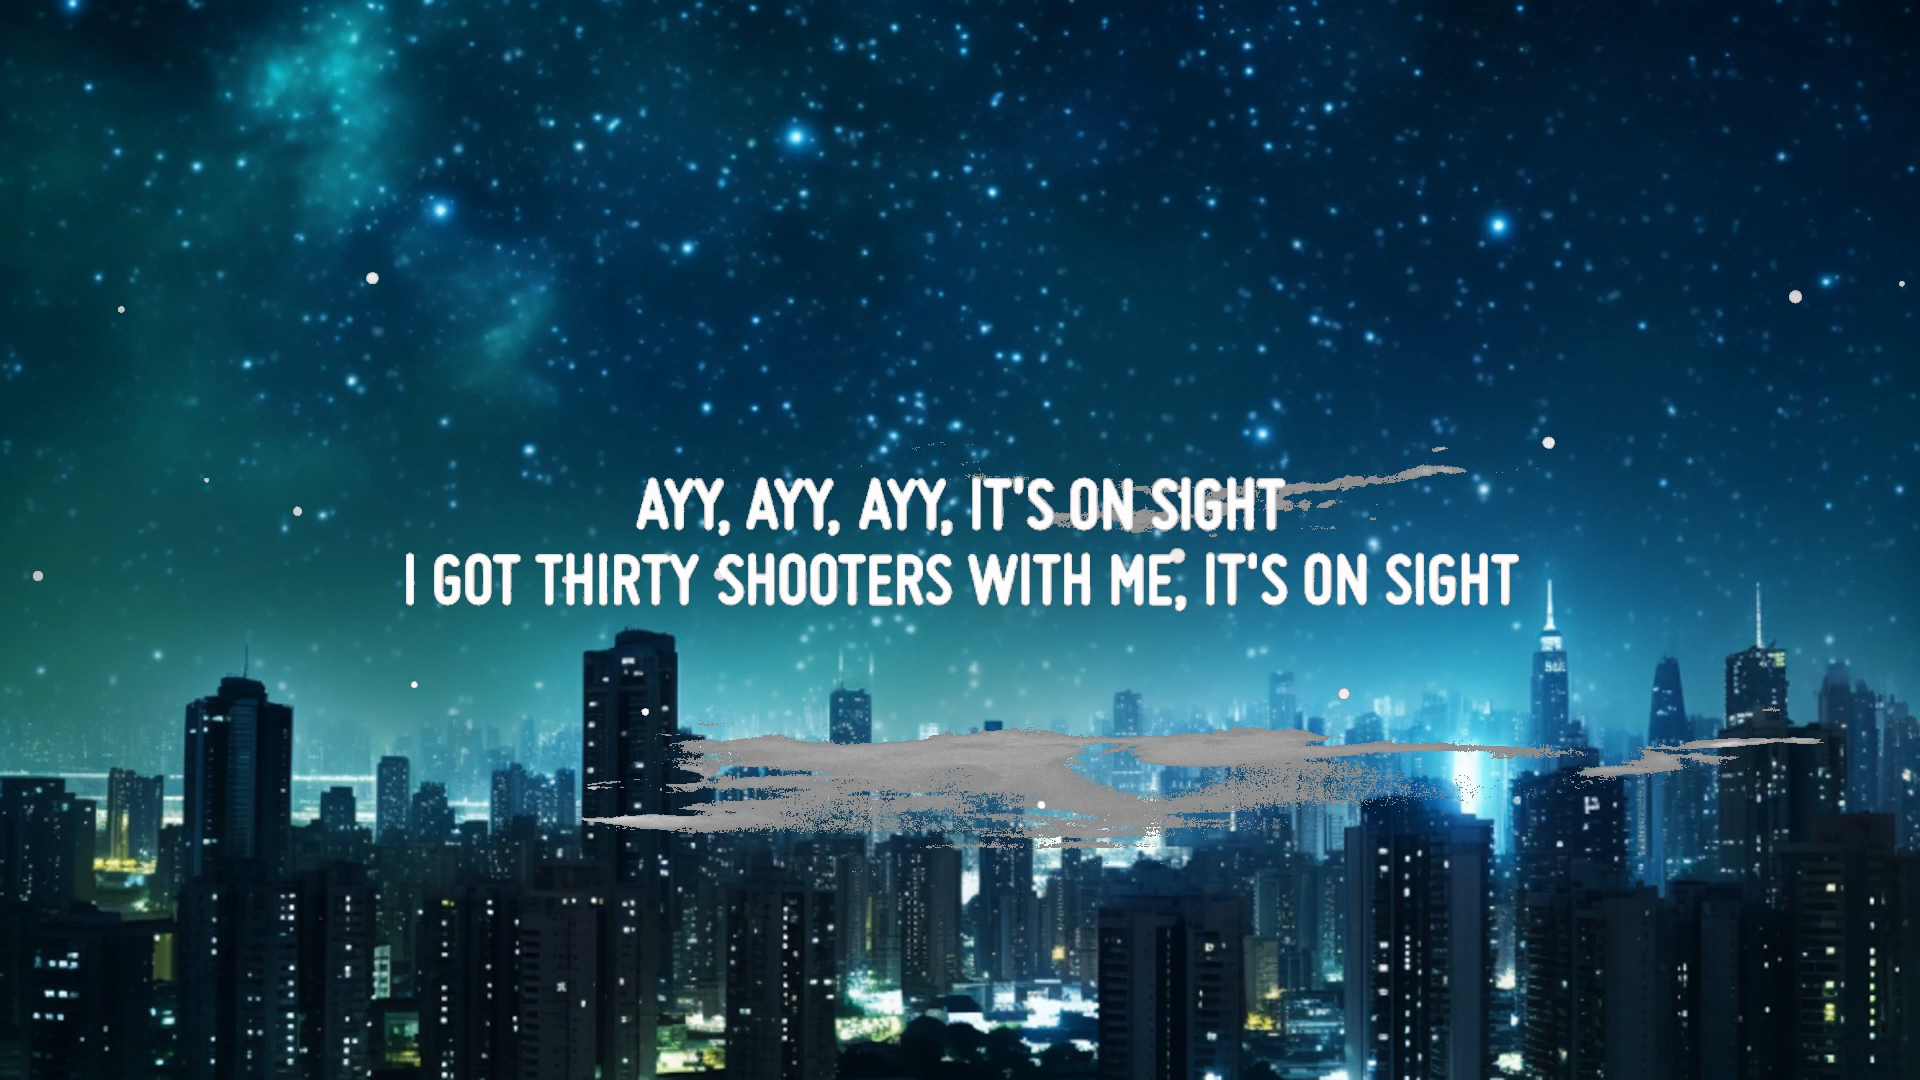 AYY, AYY, AYY, IT'S ON SIGHT
I GOT THIRTY SHOOTERS WITH ME, IT'S ON SIGHT